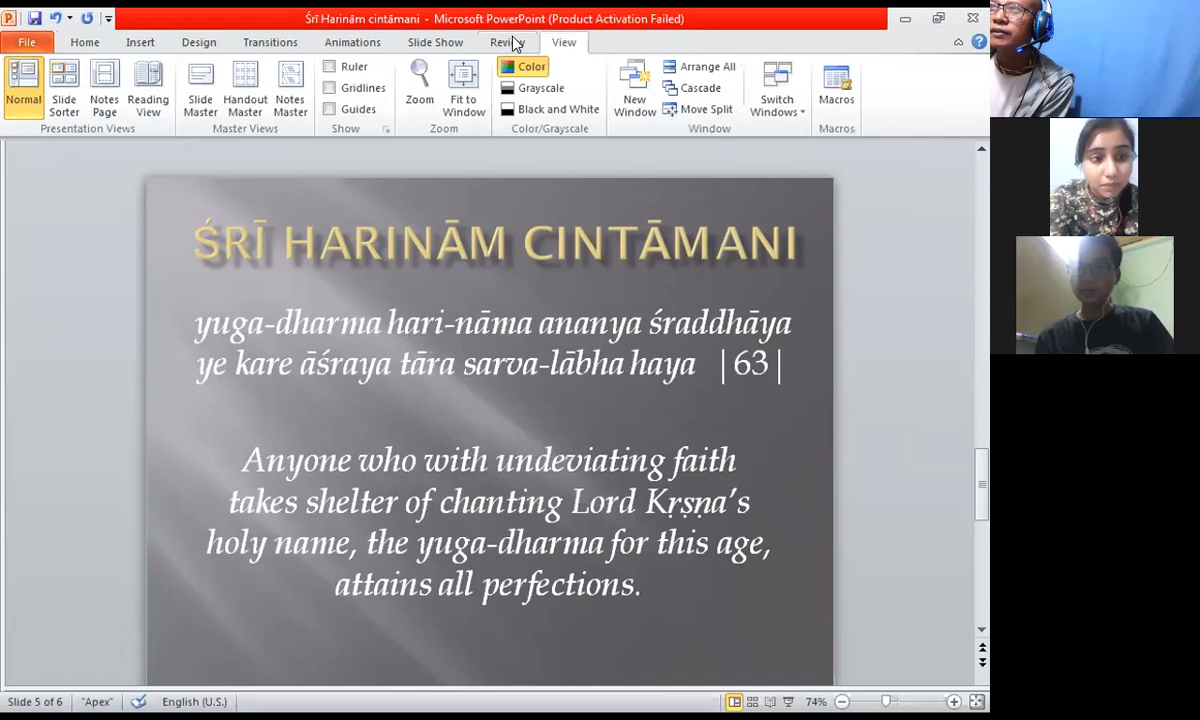 Śrī Harinām cintāmani - Microsoft PowerPoint (Product Activation Failed)
File Home Insert Design Transitions Animations Slide Show Review View
Normal Slide Sorter Notes Page Reading View
Presentation Views
Slide Master Handout Master Notes Master
Master Views
Ruler
Gridlines
Guides
Show
Zoom Fit to Window
Zoom
Color
Grayscale
Black and White
Color/Grayscale
New Window
Arrange All
Cascade
Move Split
Switch Windows
Window
Macros
Macros
ŚRĪ HARINĀM CINTĀMANI
yuga-dharma hari-nāma ananya śraddhāya
ye kare āśraya tāra sarva-lābha haya |63|
Anyone who with undeviating faith
takes shelter of chanting Lord Kṛṣṇa's
holy name, the yuga-dharma for this age,
attains all perfections.
Slide 5 of 6 "Apex" English (U.S.) 74%